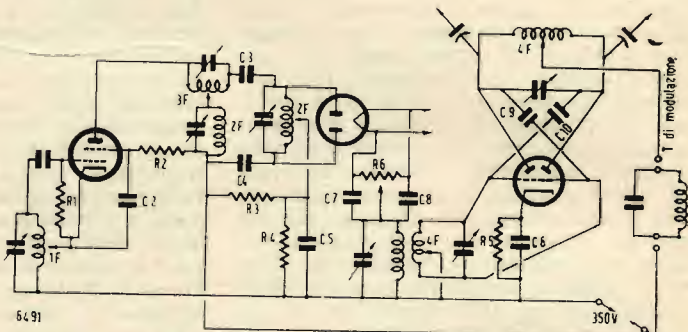 4F
C3
3F
2F
2F
C9
C10
R2
C4
R6
C7
C8
R1
C2
R3
R4
C5
4F
R5
C6
1F
6491
350V
T di modulazione